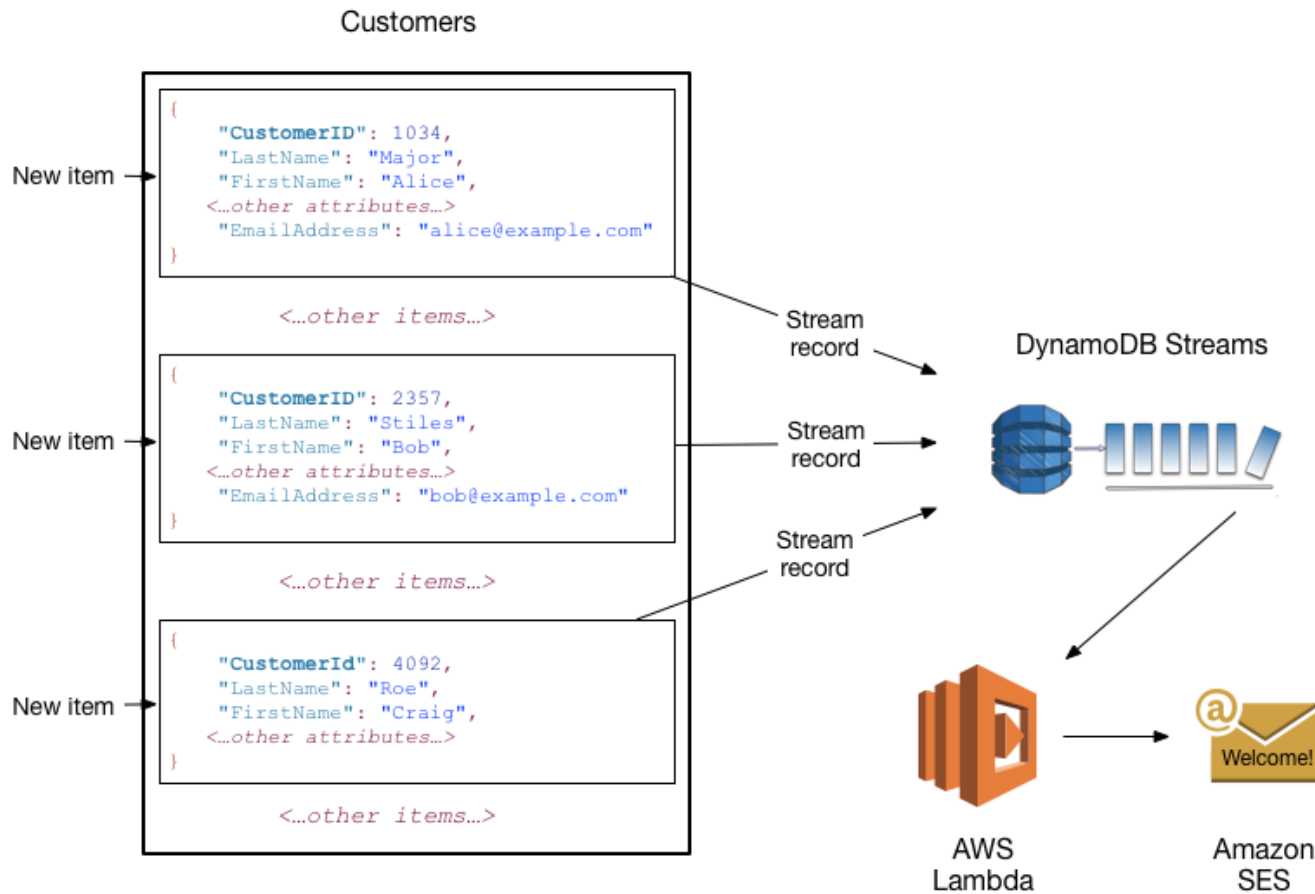 Customers
New item
{
"CustomerID": 1034,
"LastName": "Major",
"FirstName": "Alice",
<…other attributes…>
"EmailAddress": "alice@example.com"
}
<…other items…>
New item
{
"CustomerID": 2357,
"LastName": "Stiles",
"FirstName": "Bob",
<…other attributes…>
"EmailAddress": "bob@example.com"
}
<…other items…>
New item
{
"CustomerId": 4092,
"LastName": "Roe",
"FirstName": "Craig",
<…other attributes…>
}
<…other items…>
Stream
record
Stream
record
Stream
record
DynamoDB Streams
AWS
Lambda
@
Welcome!
Amazon
SES